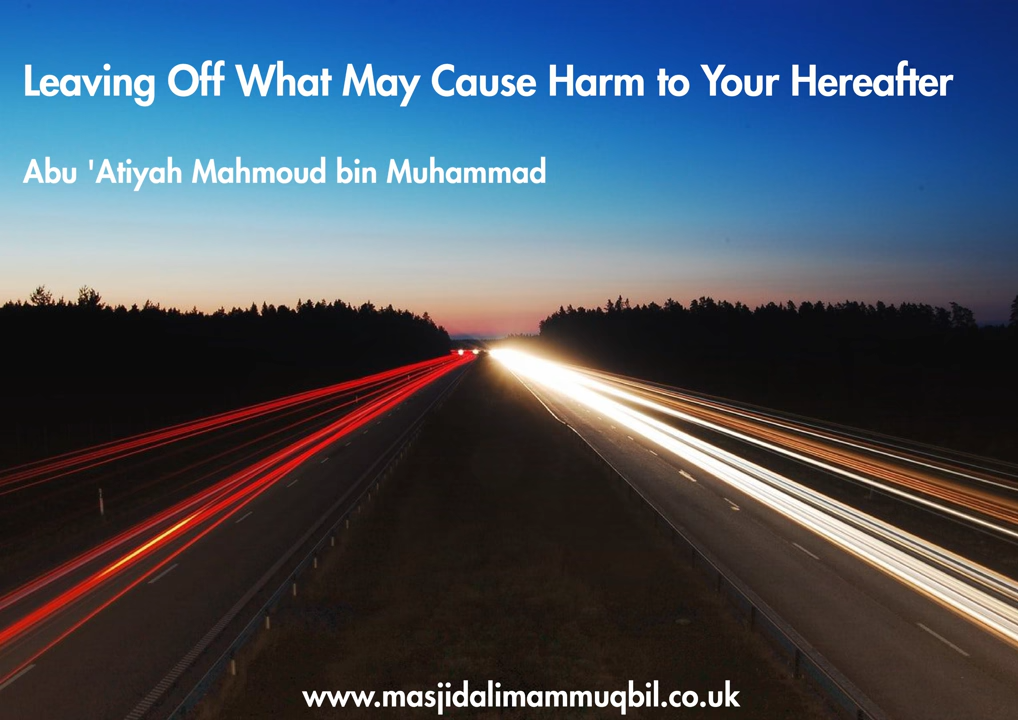 Leaving Off What May Cause Harm to Your Hereafter
Abu 'Atiyah Mahmoud bin Muhammad
www.masjidalimammuqbil.co.uk